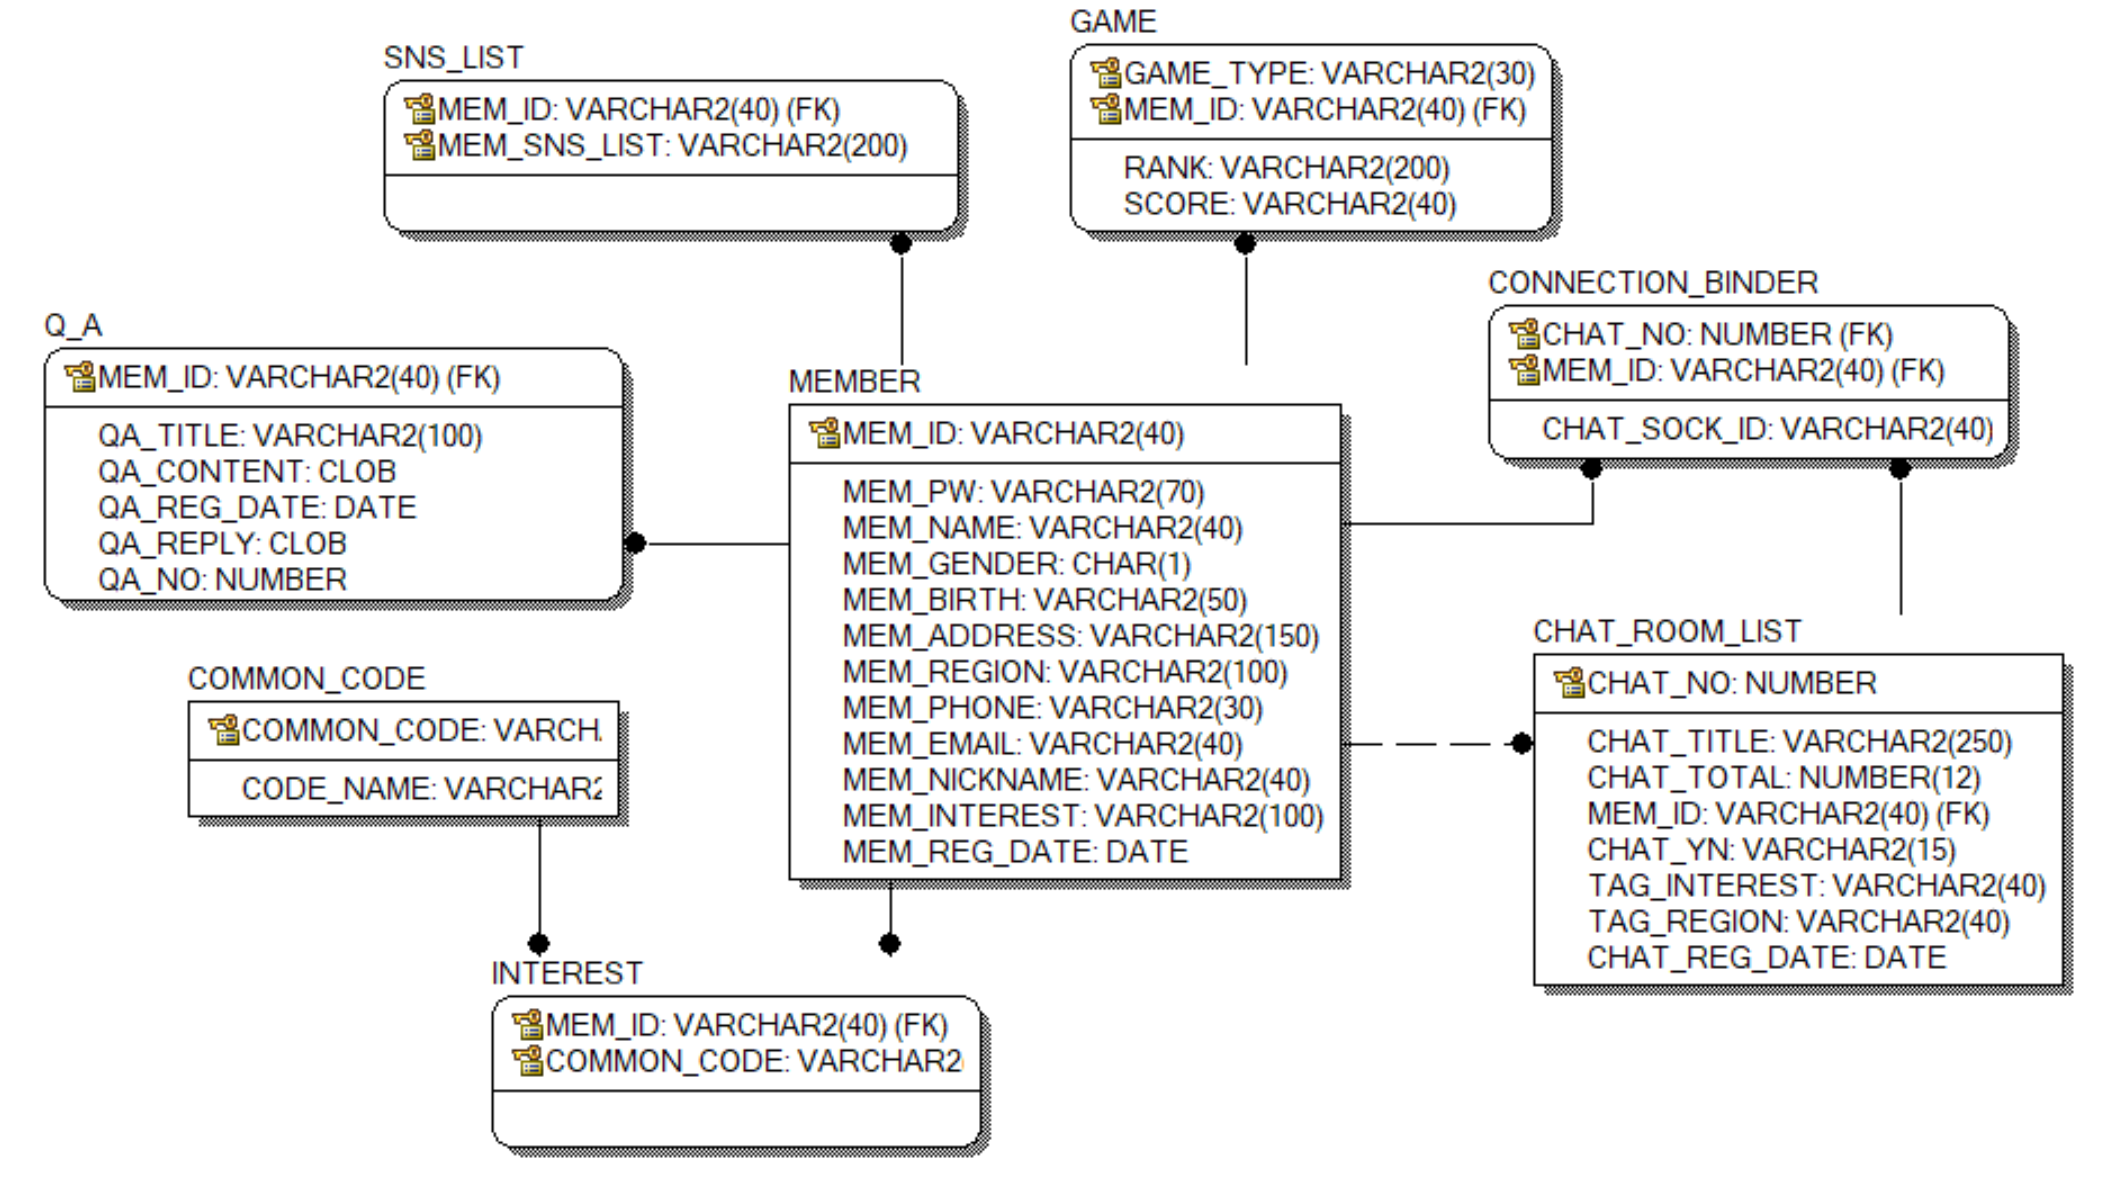 GAME
GAME_TYPE: VARCHAR2(30)
MEM_ID: VARCHAR2(40) (FK)
RANK: VARCHAR2(200)
SCORE: VARCHAR2(40)
SNS_LIST
MEM_ID: VARCHAR2(40) (FK)
MEM_SNS_LIST: VARCHAR2(200)
CONNECTION_BINDER
CHAT_NO: NUMBER (FK)
MEM_ID: VARCHAR2(40) (FK)
CHAT_SOCK_ID: VARCHAR2(40)
Q_A
MEM_ID: VARCHAR2(40) (FK)
QA_TITLE: VARCHAR2(100)
QA_CONTENT: CLOB
QA_REG_DATE: DATE
QA_REPLY: CLOB
QA_NO: NUMBER
MEMBER
MEM_ID: VARCHAR2(40)
MEM_PW: VARCHAR2(70)
MEM_NAME: VARCHAR2(40)
MEM_GENDER: CHAR(1)
MEM_BIRTH: VARCHAR2(50)
MEM_ADDRESS: VARCHAR2(150)
MEM_REGION: VARCHAR2(100)
MEM_PHONE: VARCHAR2(30)
MEM_EMAIL: VARCHAR2(40)
MEM_NICKNAME: VARCHAR2(40)
MEM_INTEREST: VARCHAR2(100)
MEM_REG_DATE: DATE
CHAT_ROOM_LIST
CHAT_NO: NUMBER
CHAT_TITLE: VARCHAR2(250)
CHAT_TOTAL: NUMBER(12)
MEM_ID: VARCHAR2(40) (FK)
CHAT_YN: VARCHAR2(15)
TAG_INTEREST: VARCHAR2(40)
TAG_REGION: VARCHAR2(40)
CHAT_REG_DATE: DATE
COMMON_CODE
COMMON_CODE: VARCH
CODE_NAME: VARCHAR2
INTEREST
MEM_ID: VARCHAR2(40) (FK)
COMMON_CODE: VARCHAR2